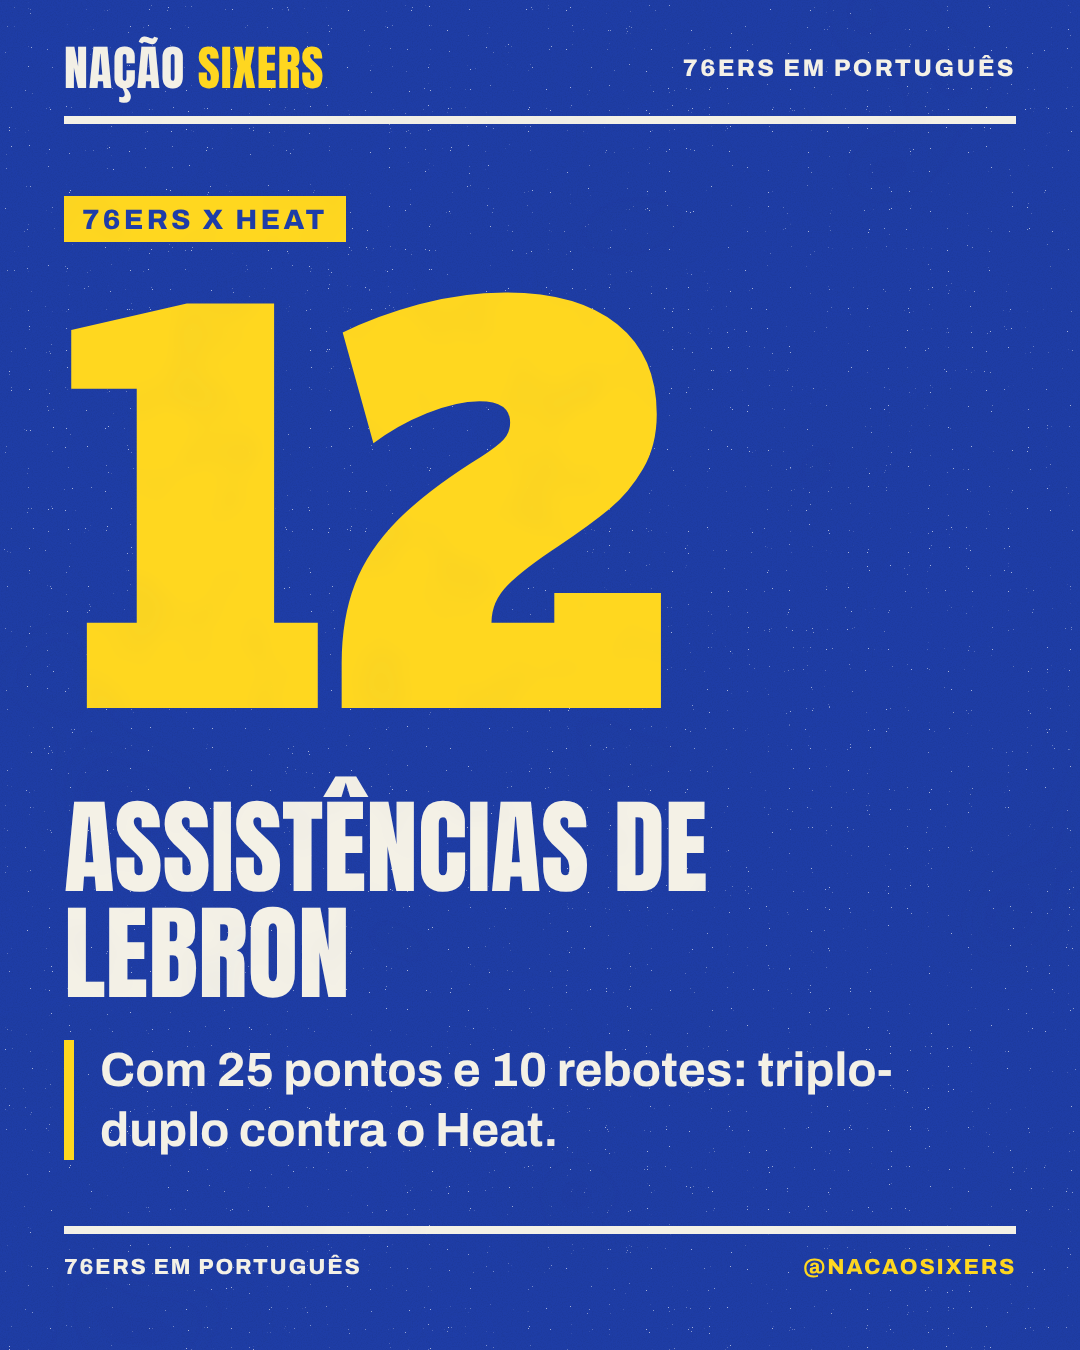 NAÇÃO SIXERS
76ERS EM PORTUGUÊS
76ERS X HEAT
12
ASSISTÊNCIAS DE
LEBRON
Com 25 pontos e 10 rebotes: triplo-
duplo contra o Heat.
76ERS EM PORTUGUÊS
@NACAOSIXERS